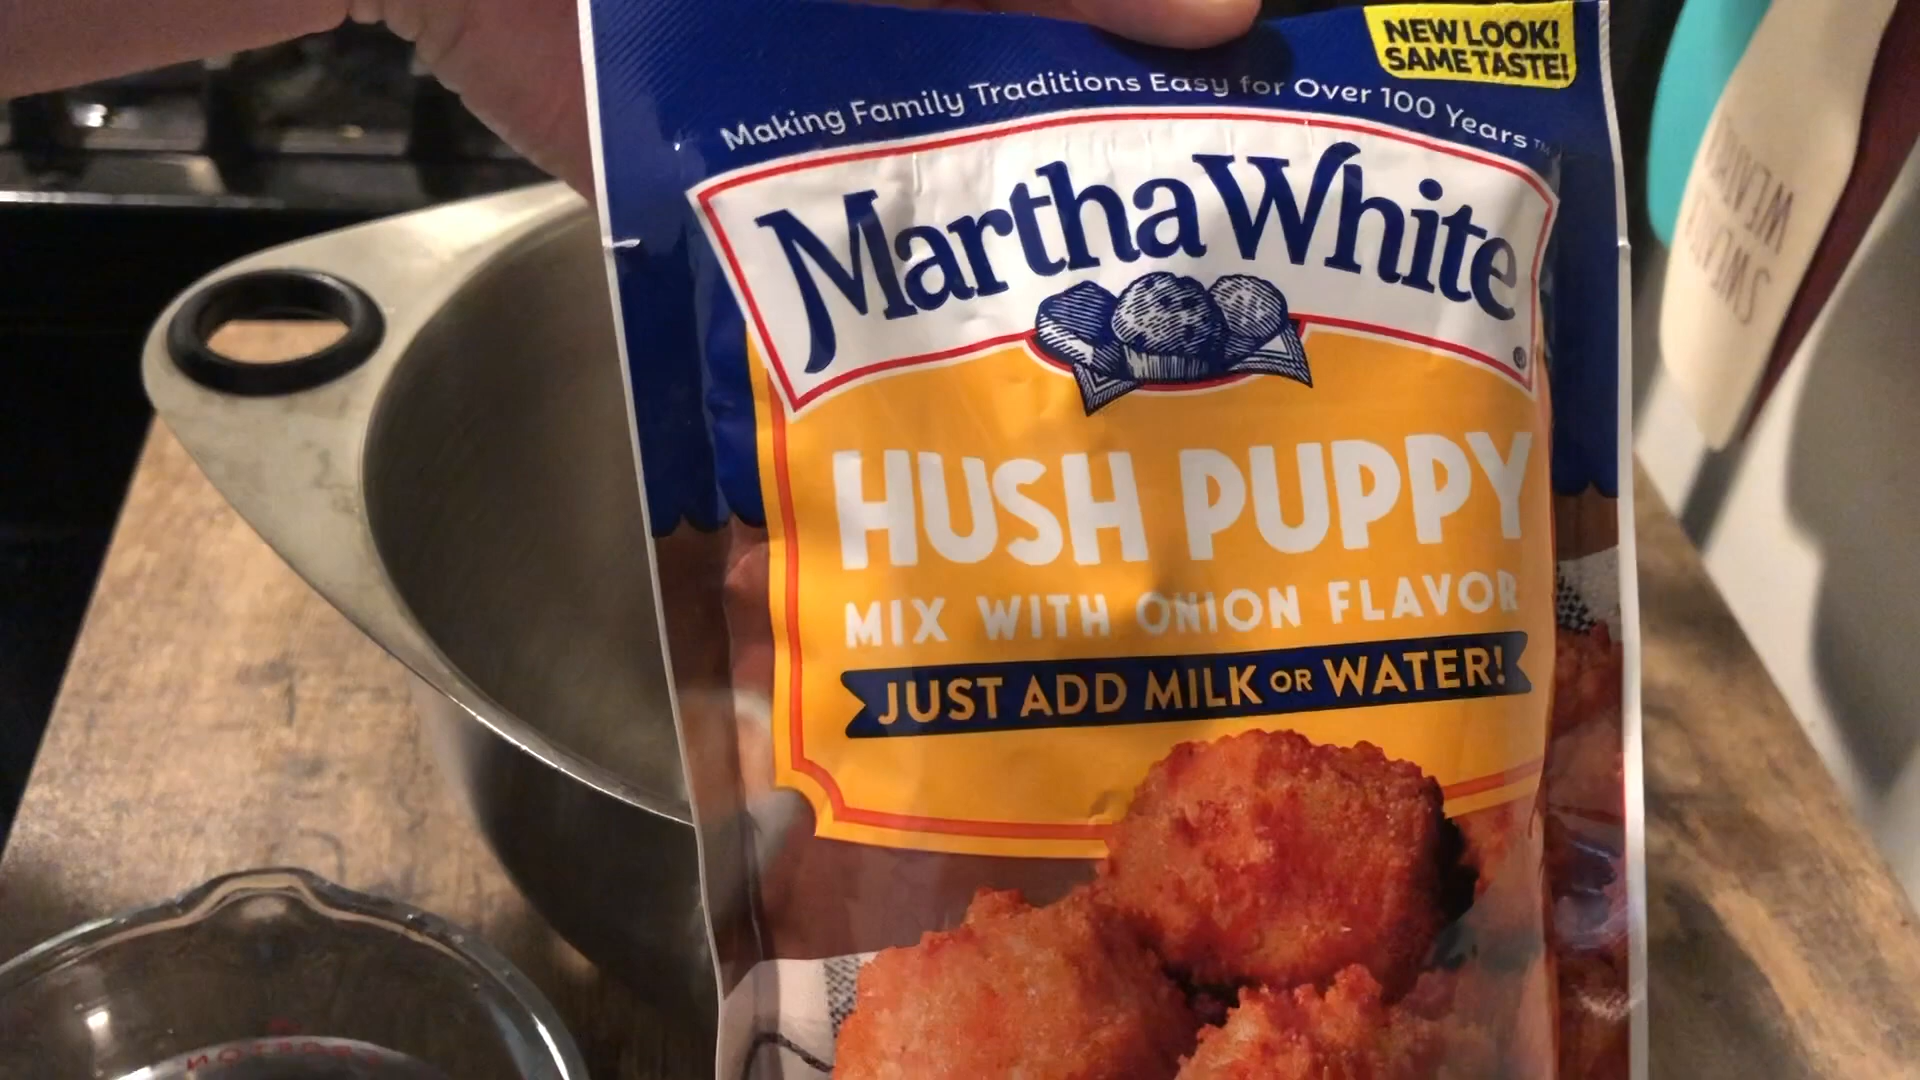 NEW LOOK!
SAME TASTE!
Making Family Traditions Easy for Over 100 Years™
Martha White®
HUSH PUPPY
MIX WITH ONION FLAVOR
JUST ADD MILK OR WATER!